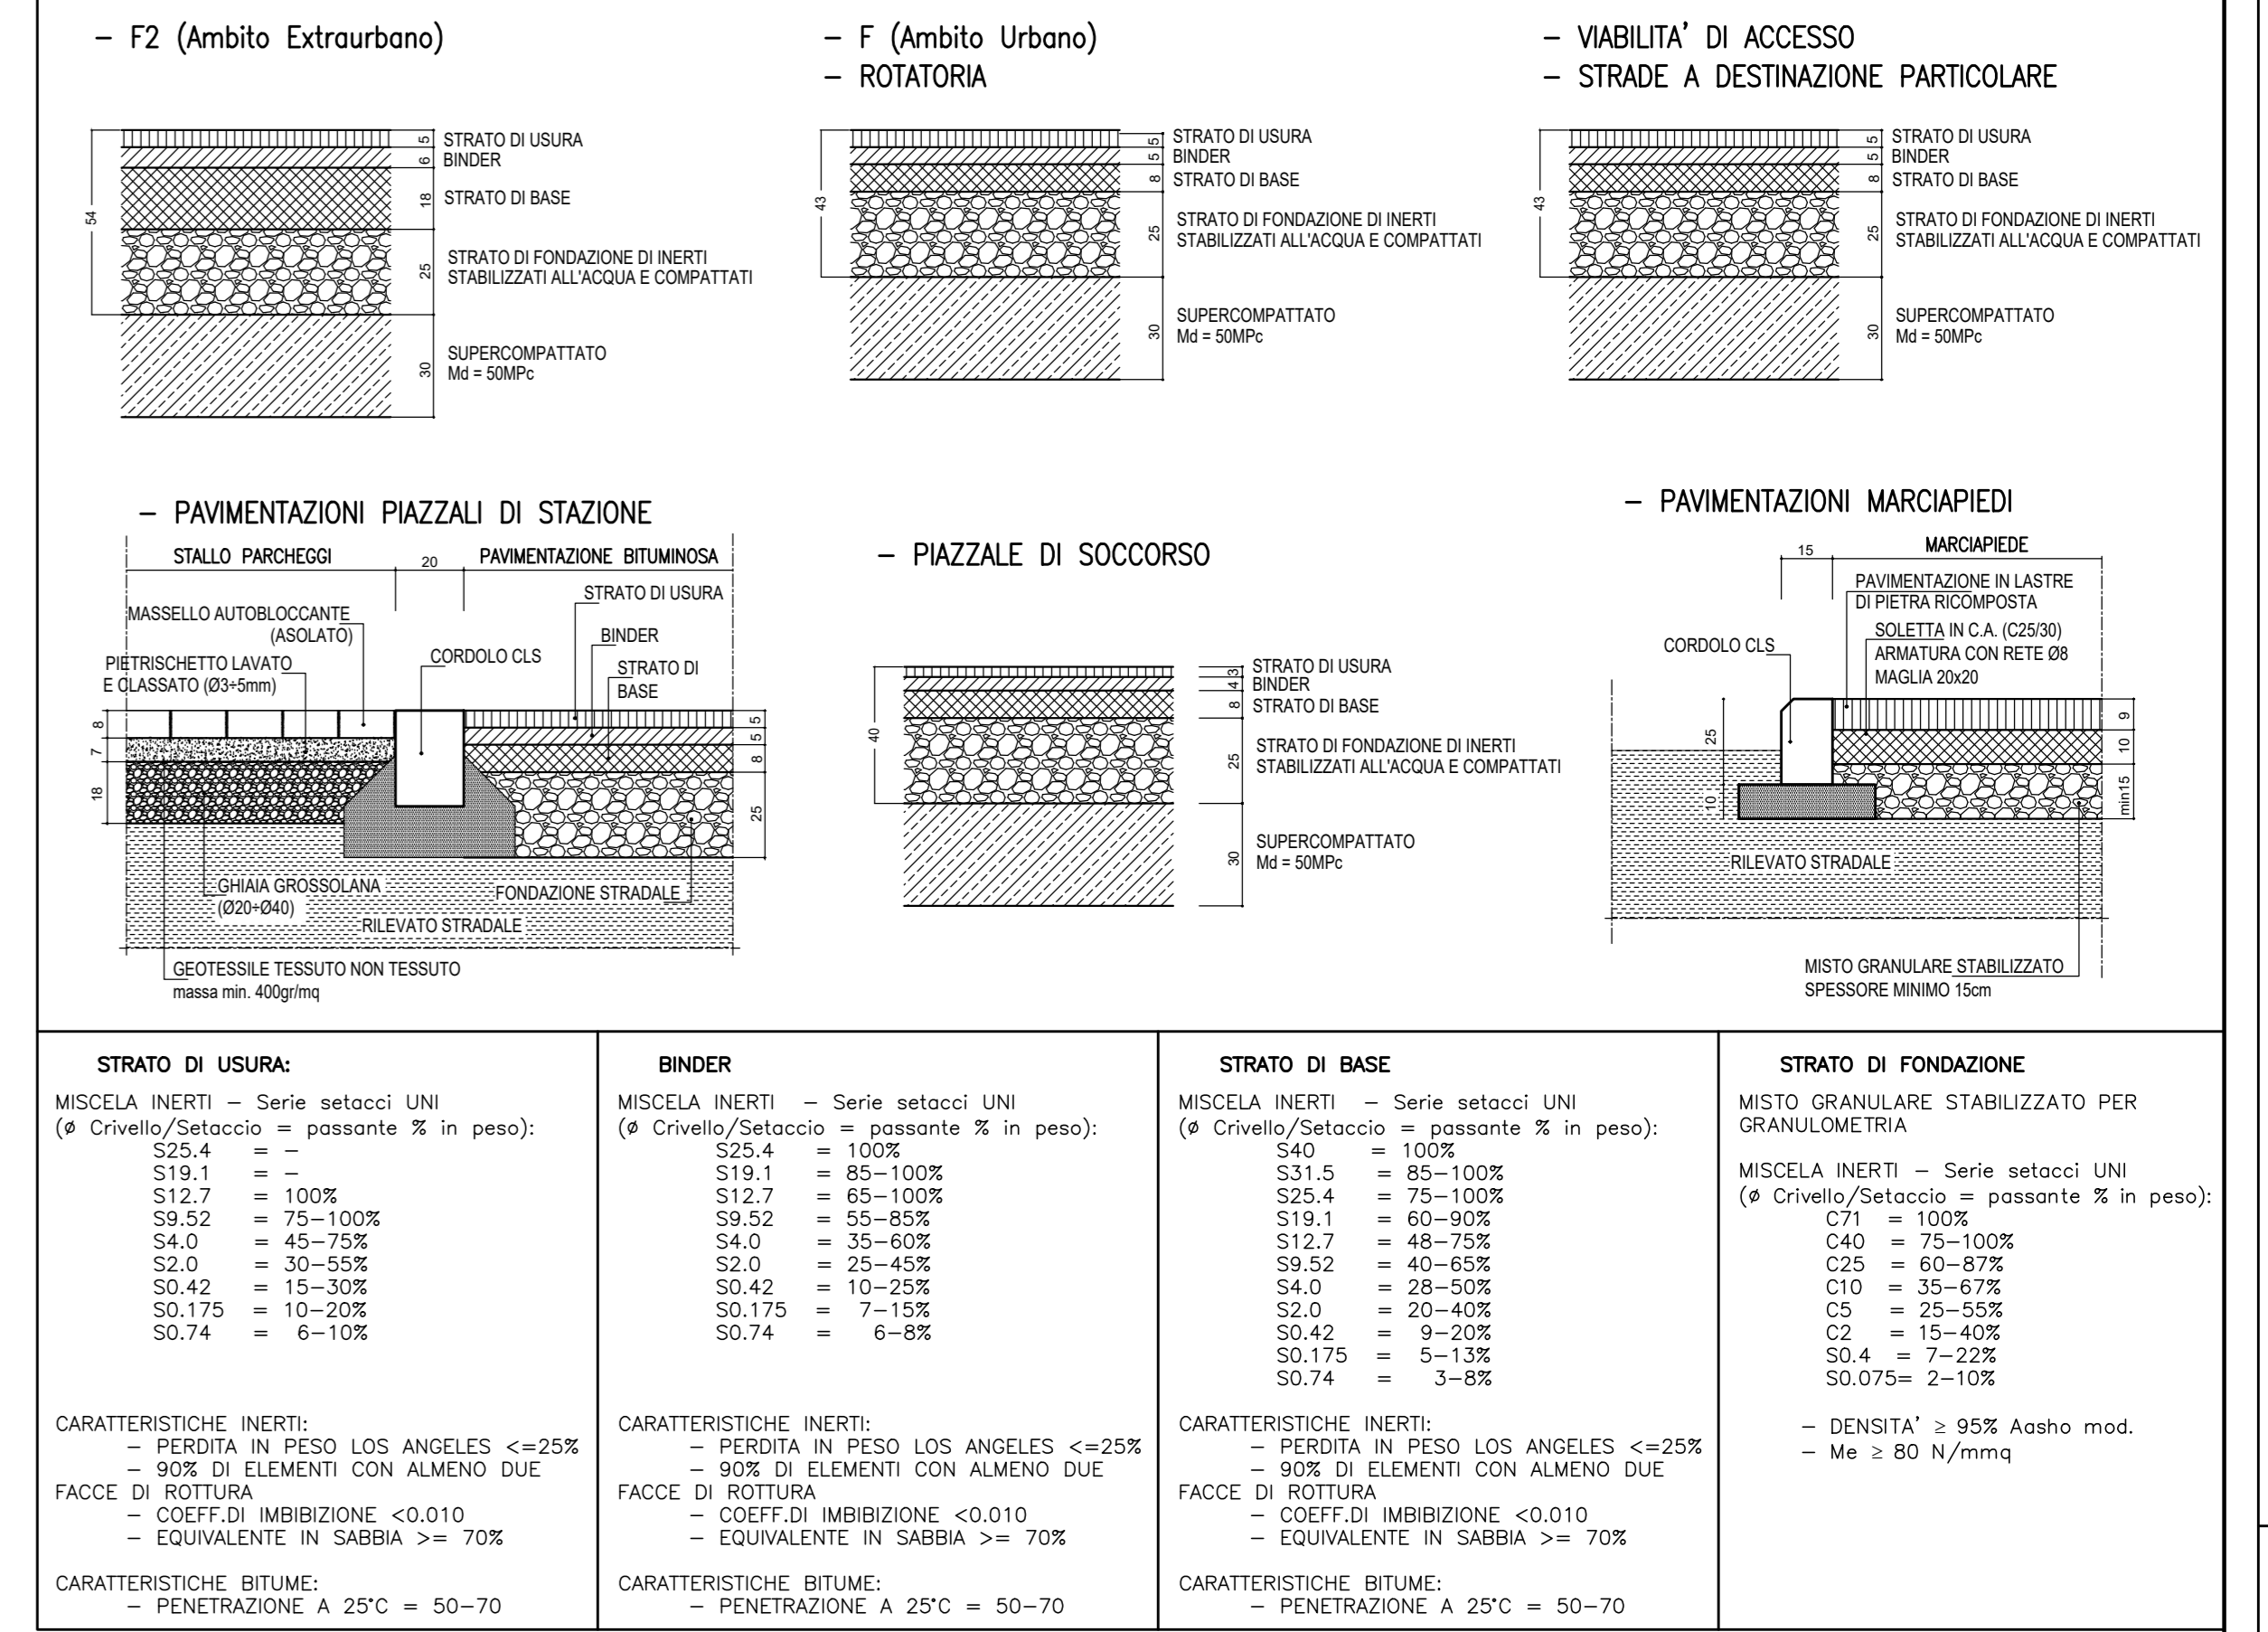 – F2 (Ambito Extraurbano)
54
5
6
18
25
30
STRATO DI USURA
BINDER
STRATO DI BASE
STRATO DI FONDAZIONE DI INERTI
STABILIZZATI ALL'ACQUA E COMPATTATI
SUPERCOMPATTATO
Md = 50MPc
– F (Ambito Urbano)
– ROTATORIA
43
5
5
8
25
30
STRATO DI USURA
BINDER
STRATO DI BASE
STRATO DI FONDAZIONE DI INERTI
STABILIZZATI ALL'ACQUA E COMPATTATI
SUPERCOMPATTATO
Md = 50MPc
– VIABILITA' DI ACCESSO
– STRADE A DESTINAZIONE PARTICOLARE
43
5
5
8
25
30
STRATO DI USURA
BINDER
STRATO DI BASE
STRATO DI FONDAZIONE DI INERTI
STABILIZZATI ALL'ACQUA E COMPATTATI
SUPERCOMPATTATO
Md = 50MPc
– PAVIMENTAZIONI PIAZZALI DI STAZIONE
STALLO PARCHEGGI
20
PAVIMENTAZIONE BITUMINOSA
STRATO DI USURA
MASSELLO AUTOBLOCCANTE
(ASOLATO)
BINDER
CORDOLO CLS
PIETRISCHETTO LAVATO
E CLASSATO (Ø3÷5mm)
STRATO DI
BASE
8
7
18
5
5
8
25
GHIAIA GROSSOLANA
(Ø20÷Ø40)
FONDAZIONE STRADALE
RILEVATO STRADALE
GEOTESSILE TESSUTO NON TESSUTO
massa min. 400gr/mq
– PIAZZALE DI SOCCORSO
40
3
4
8
25
30
STRATO DI USURA
BINDER
STRATO DI BASE
STRATO DI FONDAZIONE DI INERTI
STABILIZZATI ALL'ACQUA E COMPATTATI
SUPERCOMPATTATO
Md = 50MPc
– PAVIMENTAZIONI MARCIAPIEDI
15
MARCIAPIEDE
PAVIMENTAZIONE IN LASTRE
DI PIETRA RICOMPOSTA
SOLETTA IN C.A. (C25/30)
ARMATURA CON RETE Ø8
MAGLIA 20x20
CORDOLO CLS
25
10
9
10
min15
RILEVATO STRADALE
MISTO GRANULARE STABILIZZATO
SPESSORE MINIMO 15cm
STRATO DI USURA:
MISCELA INERTI – Serie setacci UNI
(ø Crivello/Setaccio = passante % in peso):
S25.4 = –
S19.1 = –
S12.7 = 100%
S9.52 = 75–100%
S4.0 = 45–75%
S2.0 = 30–55%
S0.42 = 15–30%
S0.175 = 10–20%
S0.74 = 6–10%
CARATTERISTICHE INERTI:
– PERDITA IN PESO LOS ANGELES <=25%
– 90% DI ELEMENTI CON ALMENO DUE
FACCE DI ROTTURA
– COEFF.DI IMBIBIZIONE <0.010
– EQUIVALENTE IN SABBIA >= 70%
CARATTERISTICHE BITUME:
– PENETRAZIONE A 25°C = 50–70
BINDER
MISCELA INERTI – Serie setacci UNI
(ø Crivello/Setaccio = passante % in peso):
S25.4 = 100%
S19.1 = 85–100%
S12.7 = 65–100%
S9.52 = 55–85%
S4.0 = 35–60%
S2.0 = 25–45%
S0.42 = 10–25%
S0.175 = 7–15%
S0.74 = 6–8%
CARATTERISTICHE INERTI:
– PERDITA IN PESO LOS ANGELES <=25%
– 90% DI ELEMENTI CON ALMENO DUE
FACCE DI ROTTURA
– COEFF.DI IMBIBIZIONE <0.010
– EQUIVALENTE IN SABBIA >= 70%
CARATTERISTICHE BITUME:
– PENETRAZIONE A 25°C = 50–70
STRATO DI BASE
MISCELA INERTI – Serie setacci UNI
(ø Crivello/Setaccio = passante % in peso):
S40 = 100%
S31.5 = 85–100%
S25.4 = 75–100%
S19.1 = 60–90%
S12.7 = 48–75%
S9.52 = 40–65%
S4.0 = 28–50%
S2.0 = 20–40%
S0.42 = 9–20%
S0.175 = 5–13%
S0.74 = 3–8%
CARATTERISTICHE INERTI:
– PERDITA IN PESO LOS ANGELES <=25%
– 90% DI ELEMENTI CON ALMENO DUE
FACCE DI ROTTURA
– COEFF.DI IMBIBIZIONE <0.010
– EQUIVALENTE IN SABBIA >= 70%
CARATTERISTICHE BITUME:
– PENETRAZIONE A 25°C = 50–70
STRATO DI FONDAZIONE
MISTO GRANULARE STABILIZZATO PER
GRANULOMETRIA
MISCELA INERTI – Serie setacci UNI
(ø Crivello/Setaccio = passante % in peso):
C71 = 100%
C40 = 75–100%
C25 = 60–87%
C10 = 35–67%
C5 = 25–55%
C2 = 15–40%
S0.4 = 7–22%
S0.075= 2–10%
– DENSITA' ≥ 95% Aasho mod.
– Me ≥ 80 N/mmq